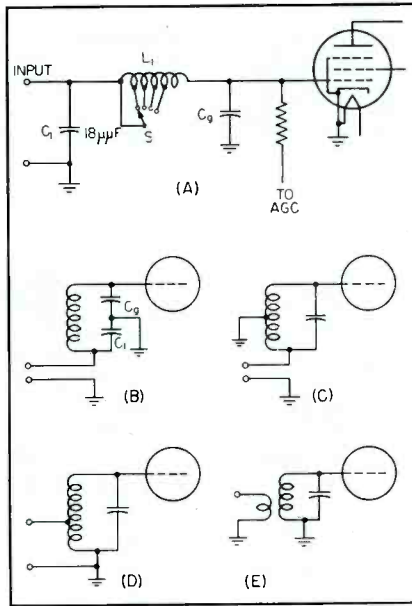 L1
INPUT
C1
18μμF
S
Cg
TO
AGC
(A)
Cg
C1
(B)
(C)
(D)
(E)